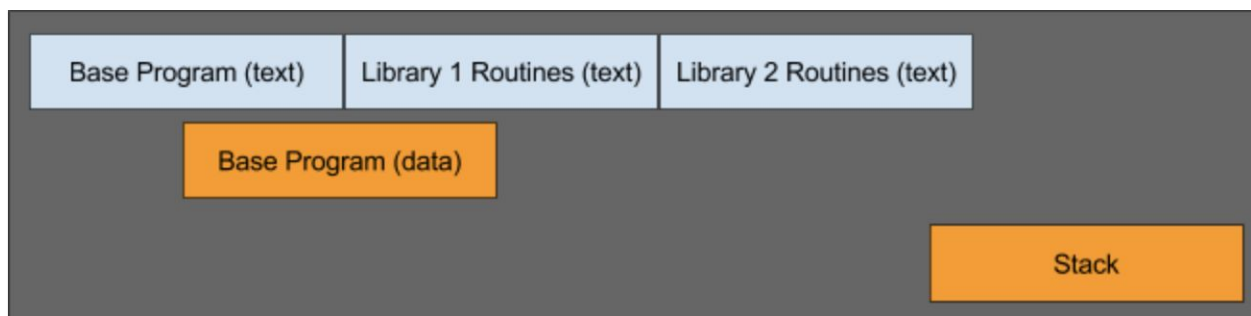 Base Program (text) Library 1 Routines (text) Library 2 Routines (text)
Base Program (data)
Stack